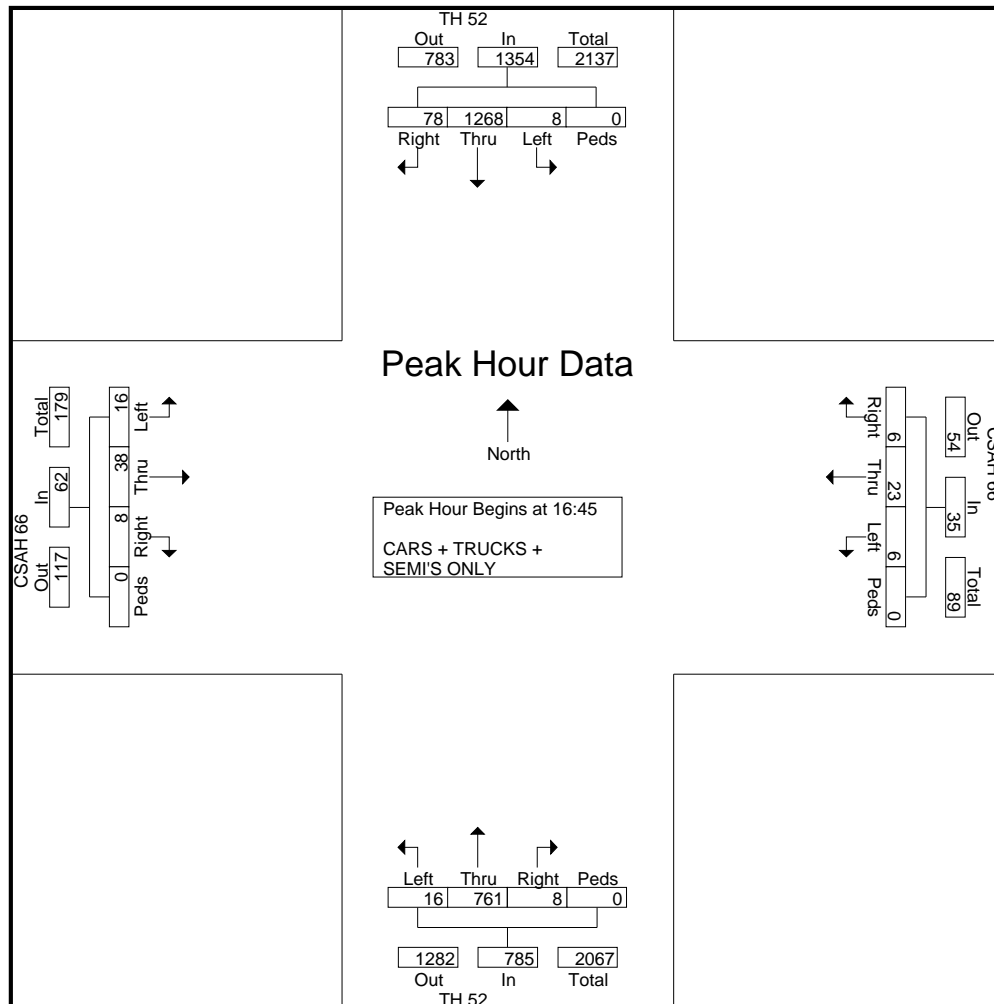 TH 52
Out In Total
783 1354 2137
78 1268 8 0
Right Thru Left Peds
Peak Hour Data
North
Peak Hour Begins at 16:45
CARS + TRUCKS +
SEMI'S ONLY
CSAH 66
Out In Total
117 62 179
16 38 8 0
Left Thru Right Peds
Right Thru Left Peds
6 23 6 0
Out In Total
54 35 89
CSAH 66
Left Thru Right Peds
16 761 8 0
1282 785 2067
Out In Total
TH 52